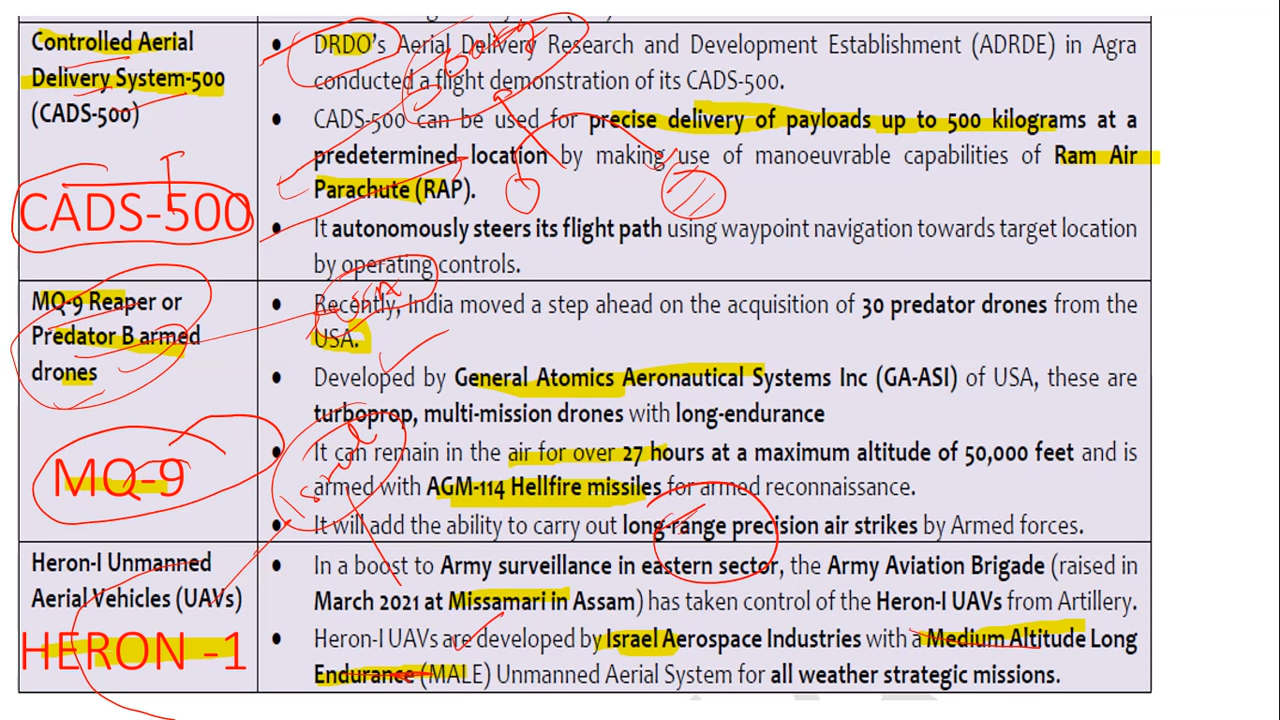 Controlled Aerial
Delivery System-500
(CADS-500)
CADS-500
• DRDO's Aerial Delivery Research and Development Establishment (ADRDE) in Agra
conducted a flight demonstration of its CADS-500.
• CADS-500 can be used for precise delivery of payloads up to 500 kilograms at a
predetermined location by making use of manoeuvrable capabilities of Ram Air
Parachute (RAP).
• It autonomously steers its flight path using waypoint navigation towards target location
by operating controls.
MQ-9 Reaper or
Predator B armed
drones
MQ-9
• Recently, India moved a step ahead on the acquisition of 30 predator drones from the
USA.
• Developed by General Atomics Aeronautical Systems Inc (GA-ASI) of USA, these are
turboprop, multi-mission drones with long-endurance
• It can remain in the air for over 27 hours at a maximum altitude of 50,000 feet and is
armed with AGM-114 Hellfire missiles for armed reconnaissance.
• It will add the ability to carry out long-range precision air strikes by Armed forces.
Israel
Heron-I Unmanned
Aerial Vehicles (UAVs)
HERON -1
• In a boost to Army surveillance in eastern sector, the Army Aviation Brigade (raised in
March 2021 at Missamari in Assam) has taken control of the Heron-I UAVs from Artillery.
• Heron-I UAVs are developed by Israel Aerospace Industries with a Medium Altitude Long
Endurance (MALE) Unmanned Aerial System for all weather strategic missions.